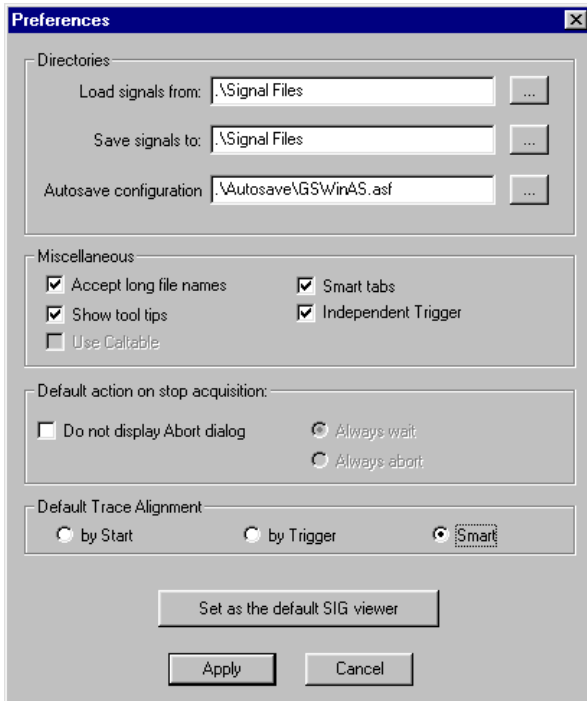 Preferences
Directories
Load signals from: .\Signal Files ...
Save signals to: .\Signal Files ...
Autosave configuration .\Autosave\GSWinAS.asf ...
Miscellaneous
Accept long file names Smart tabs
Show tool tips Independent Trigger
Use Caltable
Default action on stop acquisition:
Do not display Abort dialog Always wait
Always abort
Default Trace Alignment
by Start by Trigger Smart
Set as the default SIG viewer
Apply Cancel